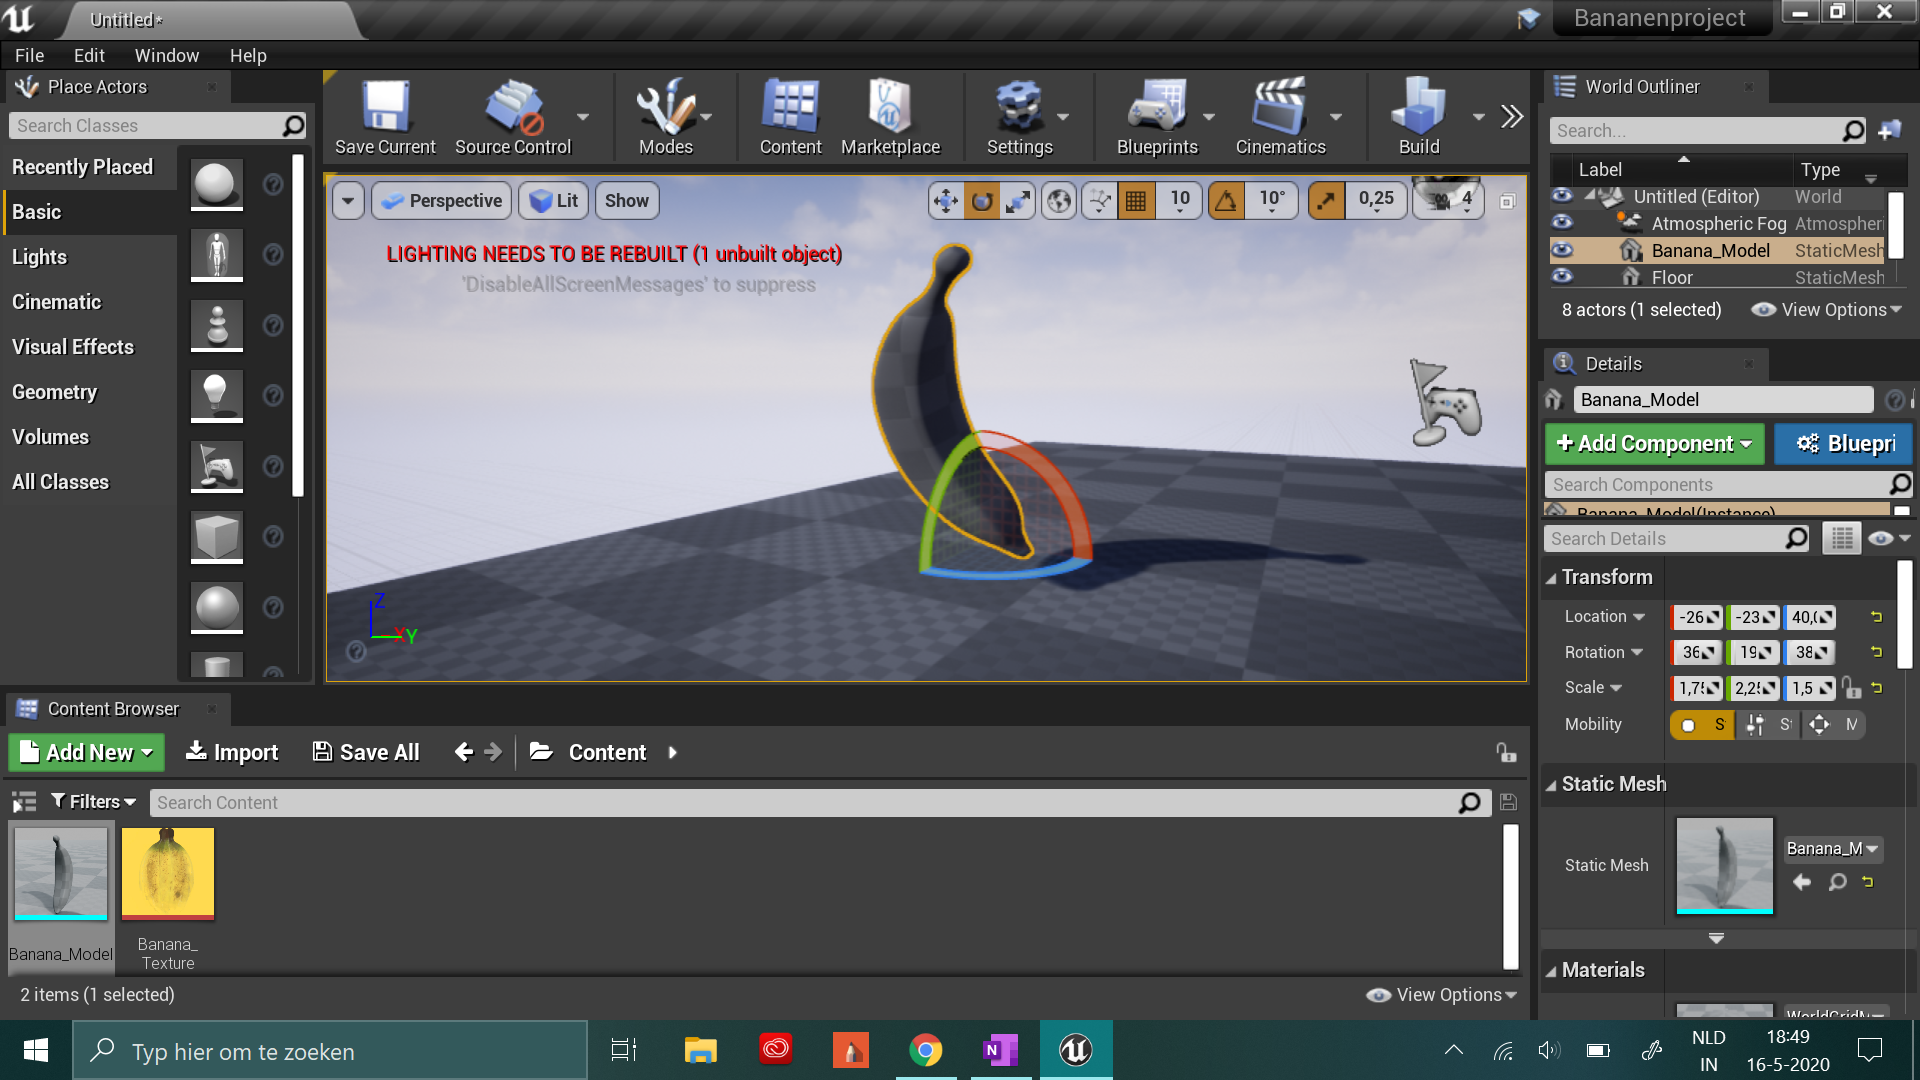 Untitled*
Bananenproject
File Edit Window Help
Place Actors
Search Classes
Recently Placed
Basic
Lights
Cinematic
Visual Effects
Geometry
Volumes
All Classes
Save Current
Source Control
Modes
Content
Marketplace
Settings
Blueprints
Cinematics
Build
Perspective
Lit
Show
10
10°
0,25
4
LIGHTING NEEDS TO BE REBUILT (1 unbuilt object)
'DisableAllScreenMessages' to suppress
Z
X
Y
World Outliner
Search...
Label Type
Untitled (Editor) World
Atmospheric Fog Atmospheri
Banana_Model StaticMesh
Floor StaticMesh
8 actors (1 selected) View Options
Details
Banana_Model
+Add Component
Bluepri
Search Components
Banana_Model(Instance)
Search Details
Transform
Location -26 -23 40,0
Rotation 36 19 38
Scale 1,75 2,25 1,5
Mobility S St M
Static Mesh
Static Mesh
Banana_M
Materials
WorldGridM
Content Browser
Add New
Import
Save All
Content
Filters
Search Content
Banana_Model
Banana_
Texture
2 items (1 selected)
View Options
Typ hier om te zoeken
N
NLD
IN
18:49
16-5-2020